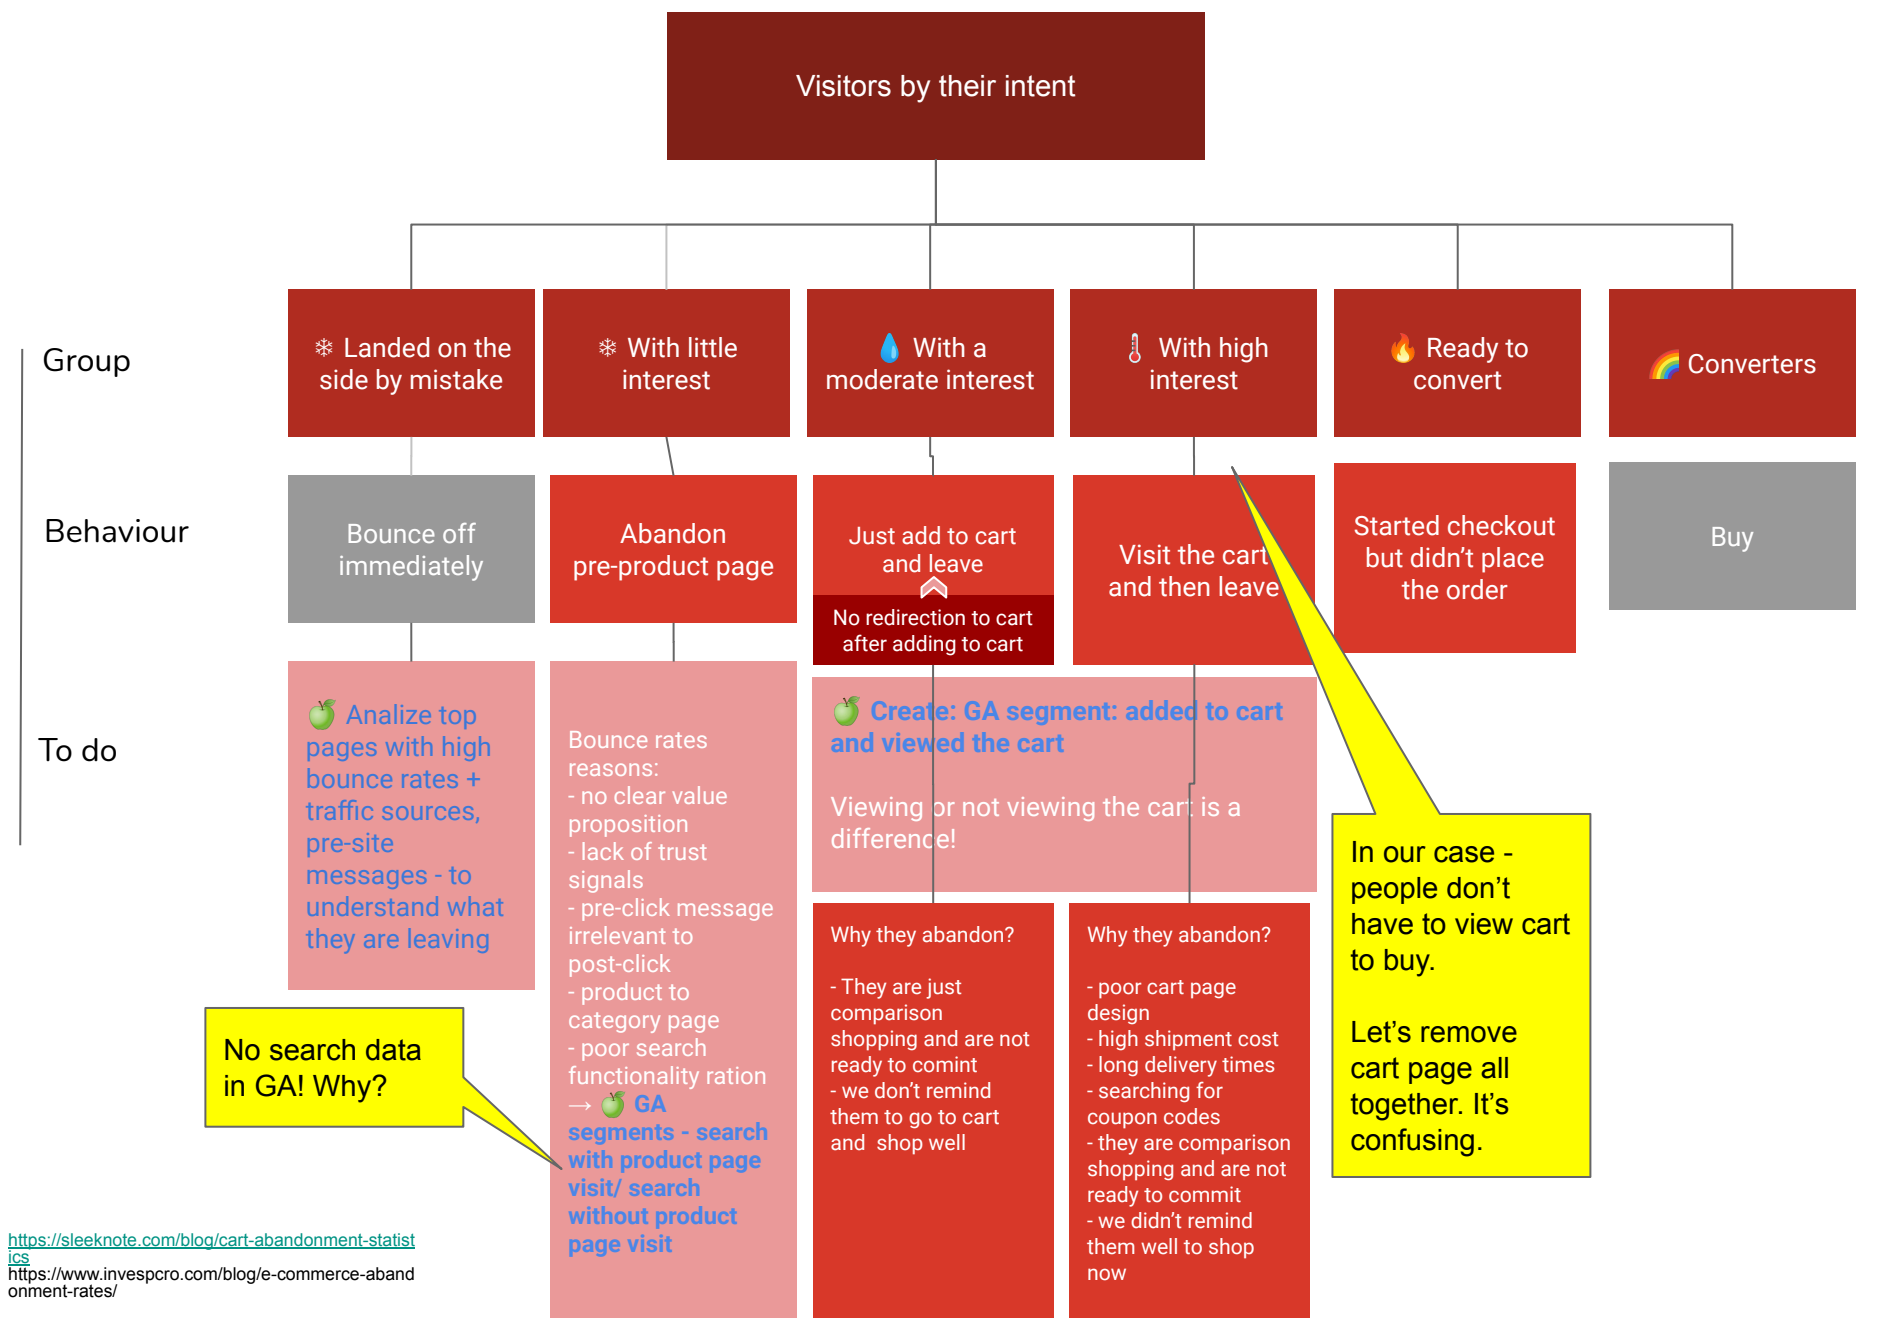 Visitors by their intent
Group
❄ Landed on the
side by mistake
❄ With little
interest
💧 With a
moderate interest
🌡 With high
interest
🔥 Ready to
convert
🌈 Converters
Behaviour
Bounce off
immediately
Abandon
pre-product page
Just add to cart
and leave
No redirection to cart
after adding to cart
Visit the cart
and then leave
Started checkout
but didn't place
the order
Buy
To do
🍏 Analize top
pages with high
bounce rates +
traffic sources,
pre-site
messages - to
understand what
they are leaving
Bounce rates
reasons:
- no clear value
proposition
- lack of trust
signals
- pre-click message
irrelevant to
post-click
- product to
category page
- poor search
functionality ration
→ 🍏 GA
segments - search
with product page
visit/ search
without product
page visit
🍏 Create: GA segment: added to cart
and viewed the cart
Viewing or not viewing the cart is a
difference!
Why they abandon?
- They are just
comparison
shopping and are not
ready to comint
- we don't remind
them to go to cart
and  shop well
Why they abandon?
- poor cart page
design
- high shipment cost
- long delivery times
- searching for
coupon codes
- they are comparison
shopping and are not
ready to commit
- we didn't remind
them well to shop
now
In our case -
people don't
have to view cart
to buy.
Let's remove
cart page all
together. It's
confusing.
No search data
in GA! Why?
https://sleeknote.com/blog/cart-abandonment-statist
ics
https://www.invespcro.com/blog/e-commerce-aband
onment-rates/